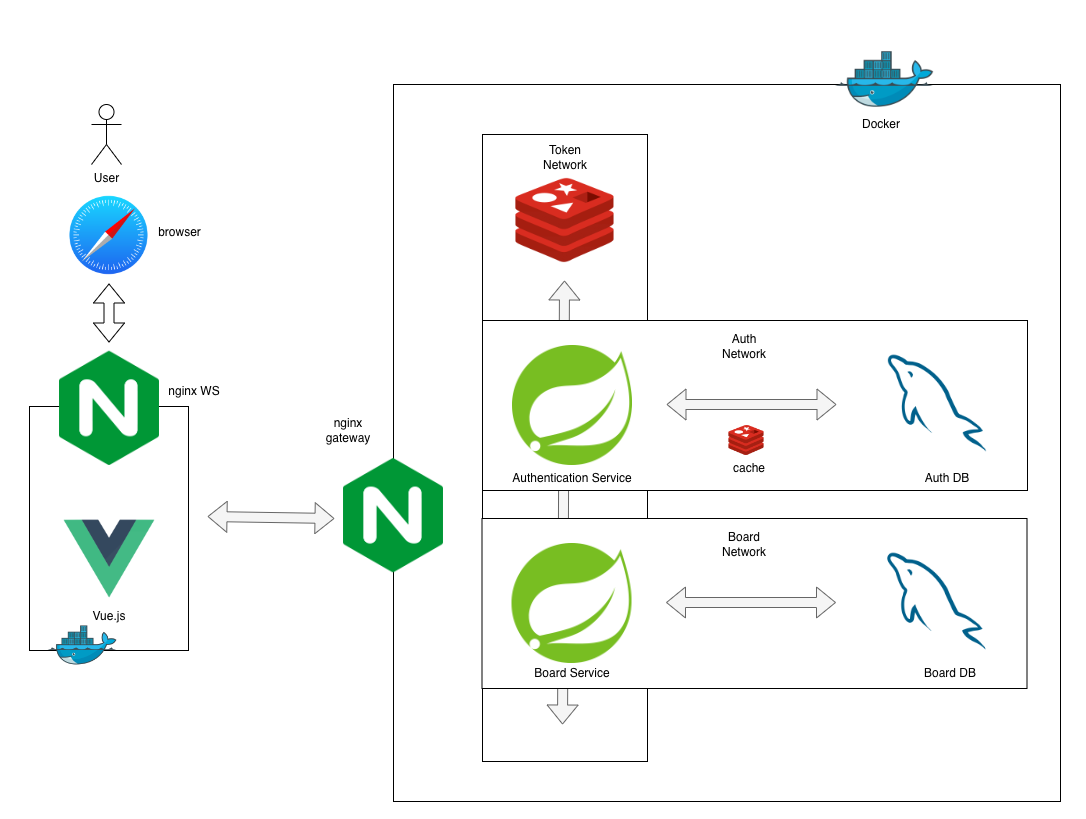 Docker
Token
Network
User
browser
Auth
Network
nginx WS
nginx
gateway
cache
Authentication Service
Auth DB
Board
Network
Vue.js
Board Service
Board DB